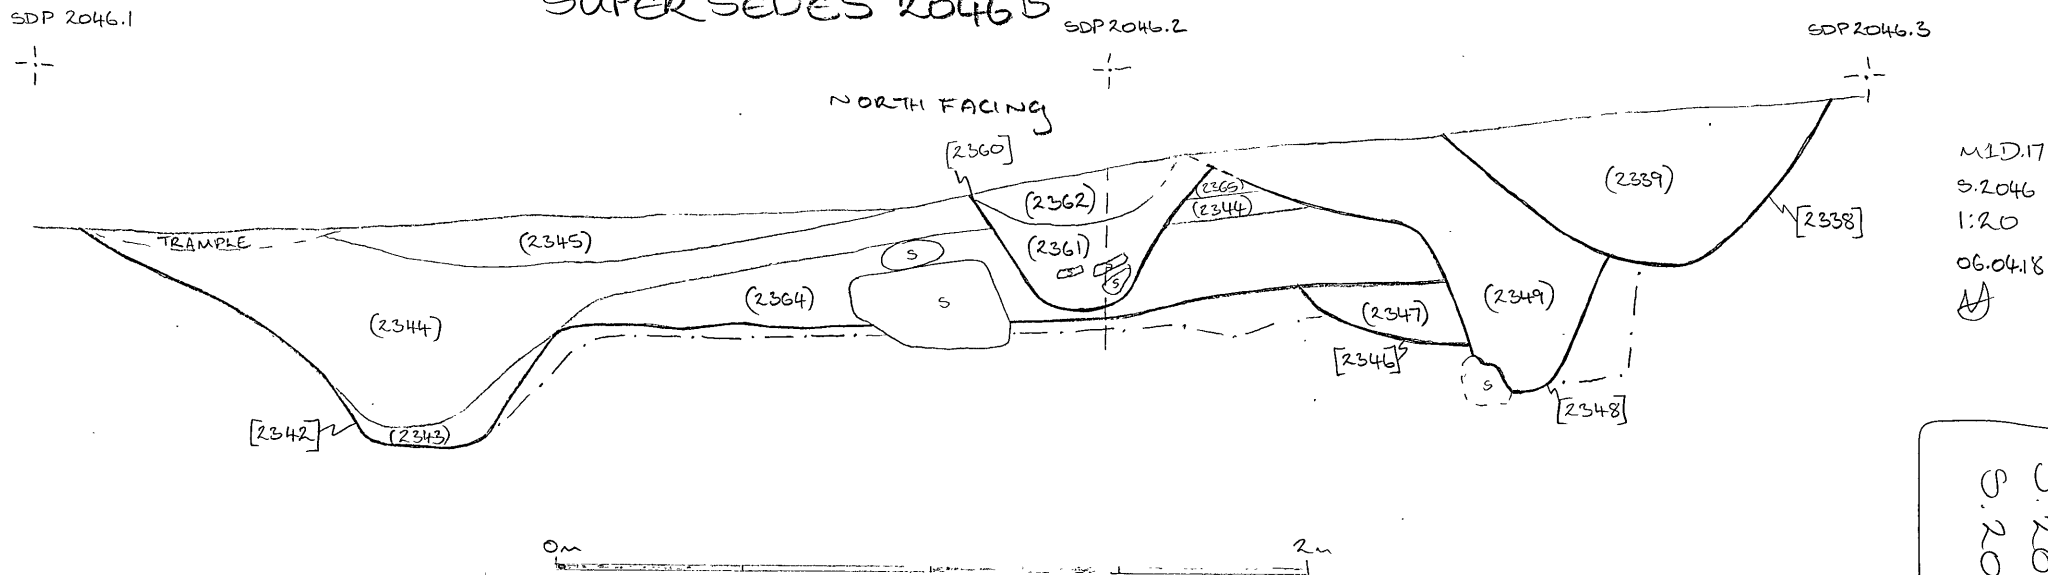 SUPERSEDES 2046B
SDP 2046.1
SDP 2046.2
SDP 2046.3
NORTH FACING
[2360]
(2362)
(2365)
(2344)
(2339)
[2338]
M1D.17
S.2046
1:20
06.04.18
TRAMPLE
(2345)
(2361)
S
S
S
S
(2364)
S
(2344)
(2347)
(2349)
[2346]
S
[2348]
[2342]
(2343)
0m
2m
S.20
S.20